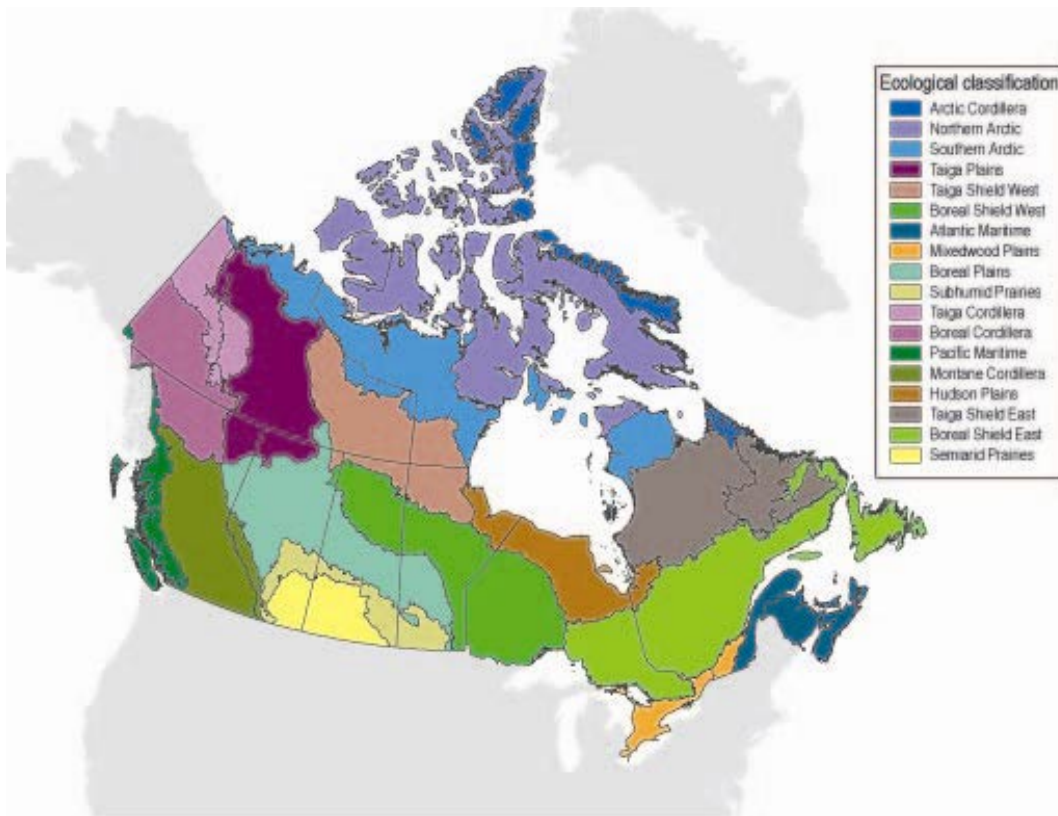 Ecological classification
Arctic Cordillera
Northern Arctic
Southern Arctic
Taiga Plains
Taiga Shield West
Boreal Shield West
Atlantic Maritime
Mixedwood Plains
Boreal Plains
Subhumid Prairies
Taiga Cordillera
Boreal Cordillera
Pacific Maritime
Montane Cordillera
Hudson Plains
Taiga Shield East
Boreal Shield East
Semiarid Prairies